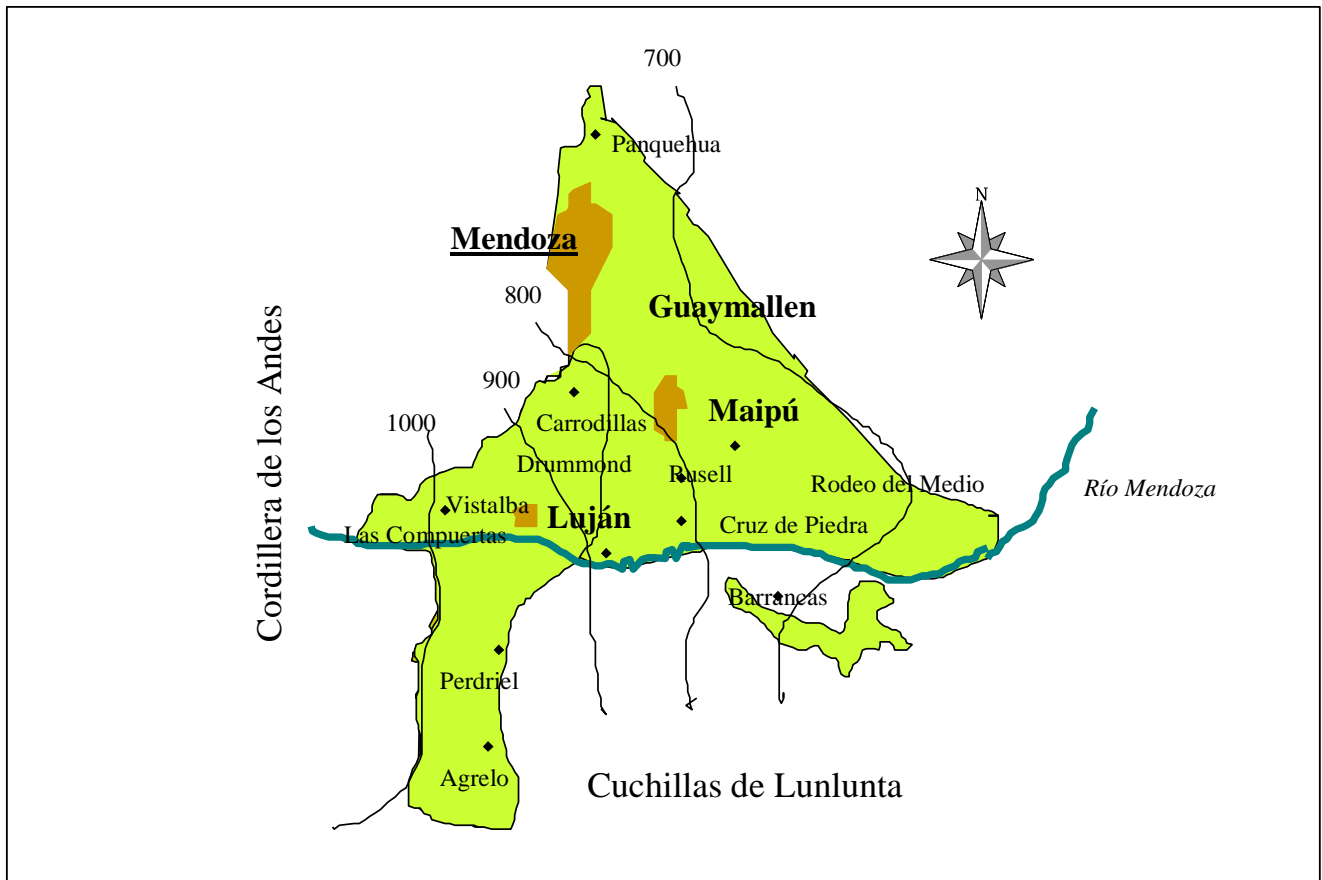 700
Panquehua
N
Mendoza
800
Guaymallen
Cordillera de los Andes
900
1000
Maipú
Carrodillas
Drummond
Rusell
Rodeo del Medio
Río Mendoza
Vistalba
Luján
Cruz de Piedra
Las Compuertas
Barrancas
Perdriel
Agrelo
Cuchillas de Lunlunta